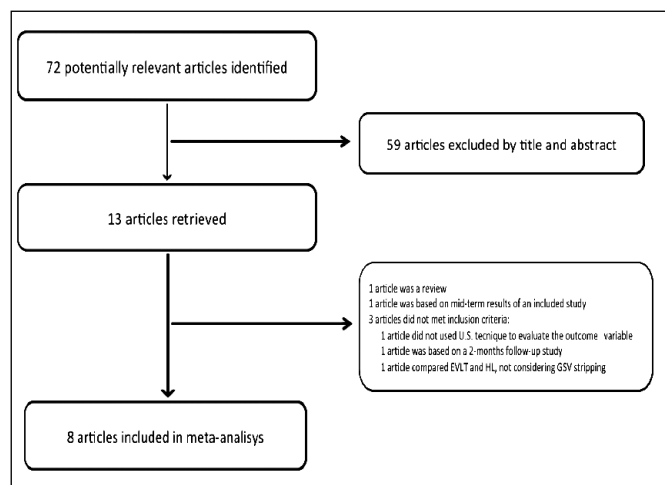 72 potentially relevant articles identified
59 articles excluded by title and abstract
13 articles retrieved
1 article was a review
1 article was based on mid-term results of an included study
3 articles did not met inclusion criteria:
1 article did not used U.S. tecnique to evaluate the outcome variable
1 article was based on a 2-months follow-up study
1 article compared EVLT and HL, not considering GSV stripping
8 articles included in meta-analisys